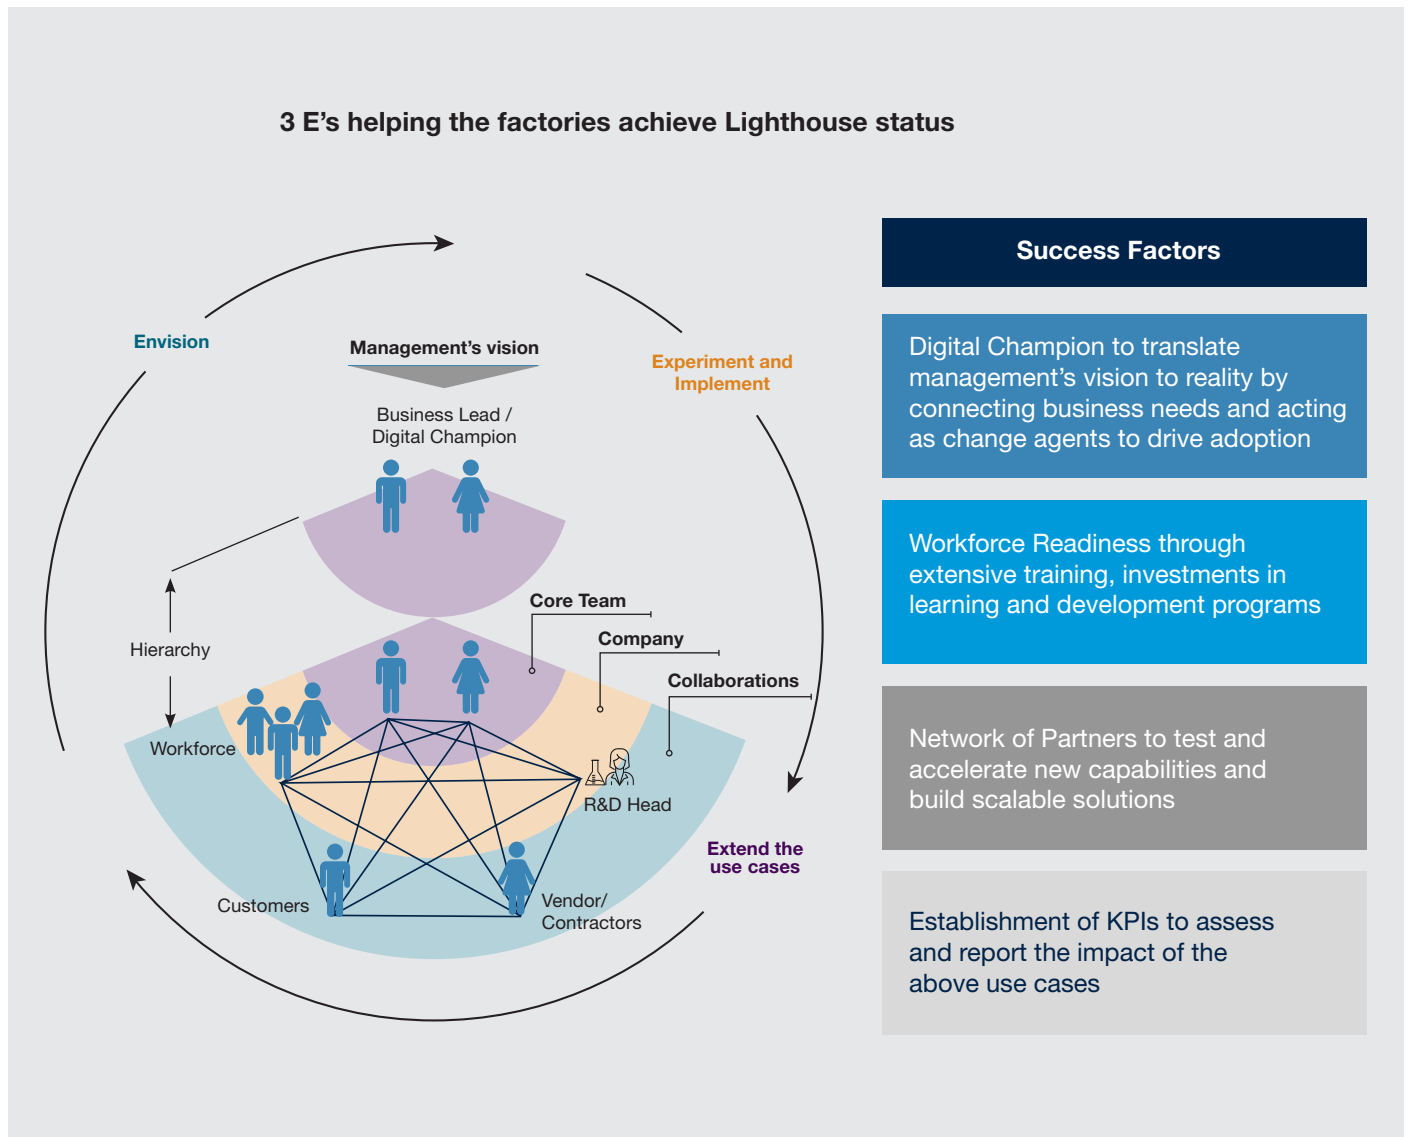 3 E’s helping the factories achieve Lighthouse status
Envision
Management’s vision
Experiment and
Implement
Business Lead /
Digital Champion
Core Team
Company
Hierarchy
Collaborations
Workforce
R&D Head
Extend the
use cases
Customers
Vendor/
Contractors
Success Factors
Digital Champion to translate
management’s vision to reality by
connecting business needs and acting
as change agents to drive adoption
Workforce Readiness through
extensive training, investments in
learning and development programs
Network of Partners to test and
accelerate new capabilities and
build scalable solutions
Establishment of KPIs to assess
and report the impact of the
above use cases